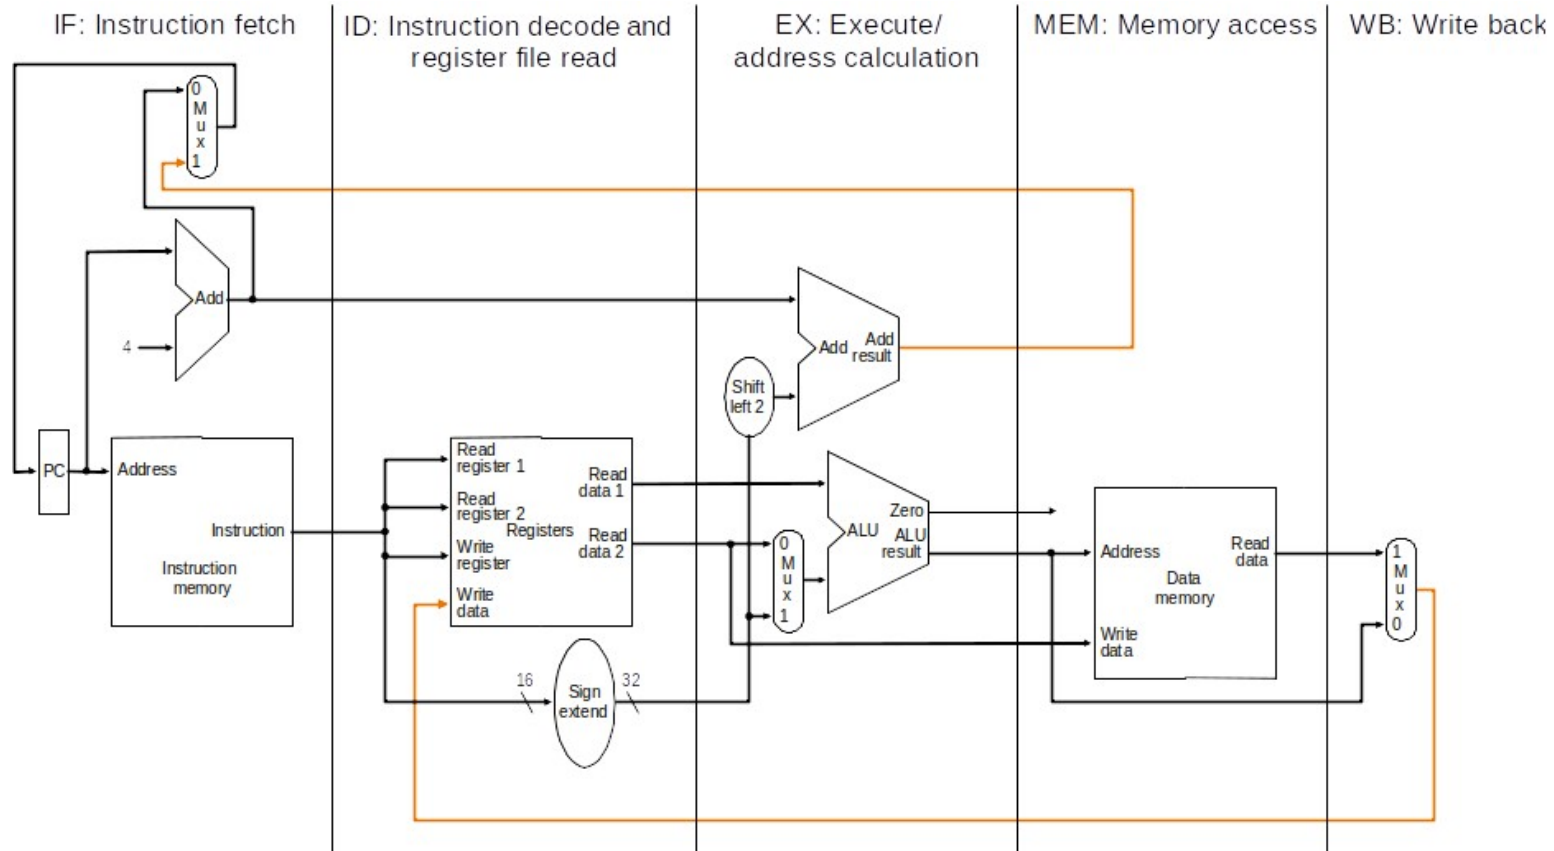 IF: Instruction fetch
ID: Instruction decode and
register file read
EX: Execute/
address calculation
MEM: Memory access
WB: Write back
0
M
u
x
1
Add
4
PC
Address
Instruction
Instruction
memory
Read
register 1
Read
register 2
Write
register
Write
data
Registers
Read
data 1
Read
data 2
16
Sign
extend
32
Shift
left 2
Add
Add
result
0
M
u
x
1
ALU
Zero
ALU
result
Address
Write
data
Data
memory
Read
data
1
M
u
x
0